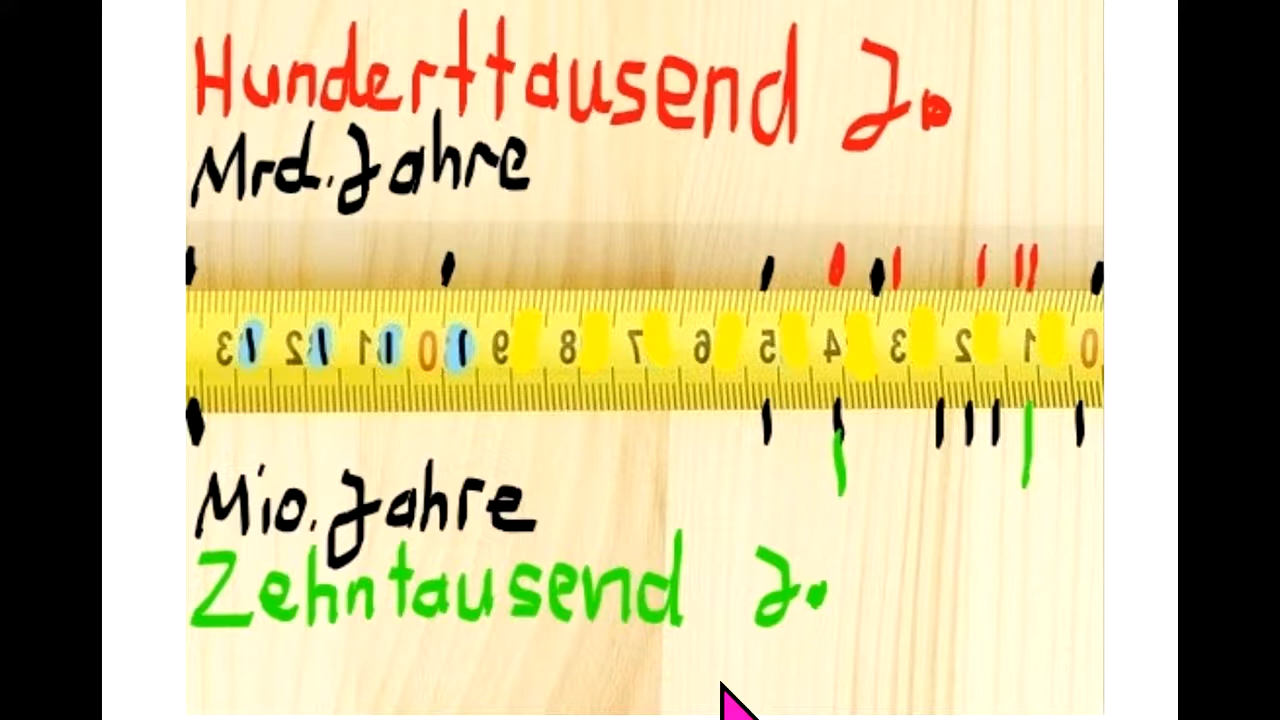 Hunderttausend J.
Mrd. Jahre
13 12 11 10 9 8 7 6 5 4 3 2 1 0
Mio. Jahre
Zehntausend J.